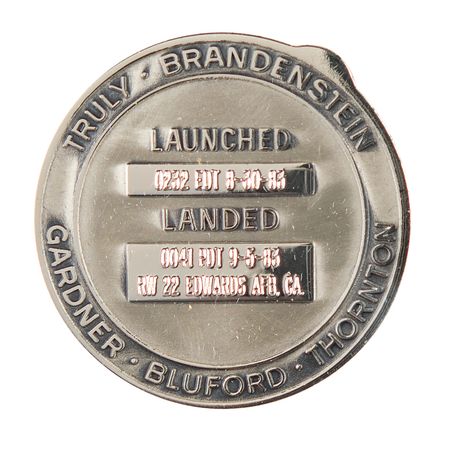 TRULY · BRANDENSTEIN
LAUNCHED
0232 EDT 8-30-83
LANDED
0041 PDT 9-5-83
RW 22 EDWARDS AFB, CA.
GARDNER · BLUFORD · THORNTON